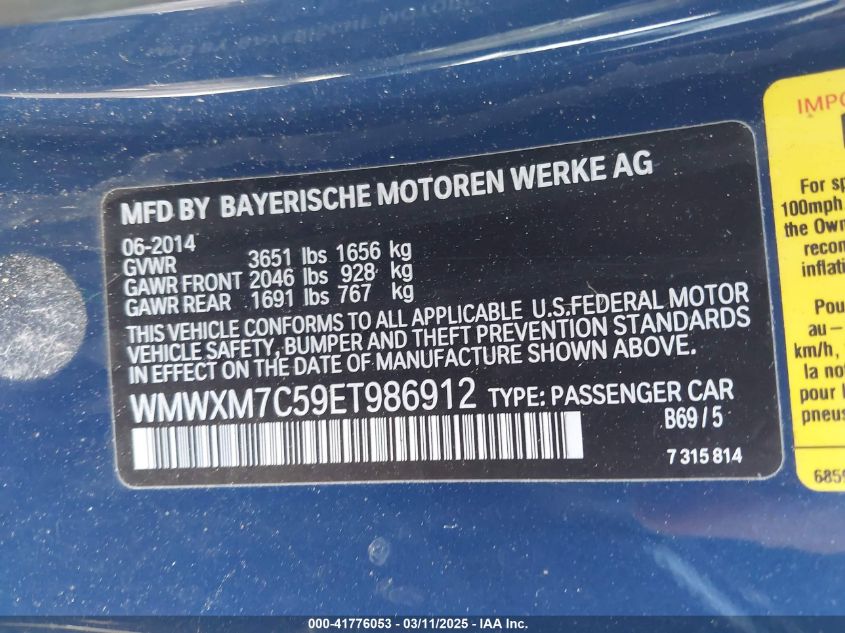 MFD BY BAYERISCHE MOTOREN WERKE AG
06-2014
GVWR 3651 lbs 1656 kg
GAWR FRONT 2046 lbs 928 kg
GAWR REAR 1691 lbs 767 kg
THIS VEHICLE CONFORMS TO ALL APPLICABLE U.S.FEDERAL MOTOR
VEHICLE SAFETY, BUMPER AND THEFT PREVENTION STANDARDS
IN EFFECT ON THE DATE OF MANUFACTURE SHOWN ABOVE.
WMWXM7C59ET986912 TYPE: PASSENGER CAR
B69/5
7 315 814
IMPO
For sp
100mph
the Own
recon
inflati
Pou
au –
km/h,
la not
pour l
pneus
685
000-41776053 - 03/11/2025 - IAA Inc.